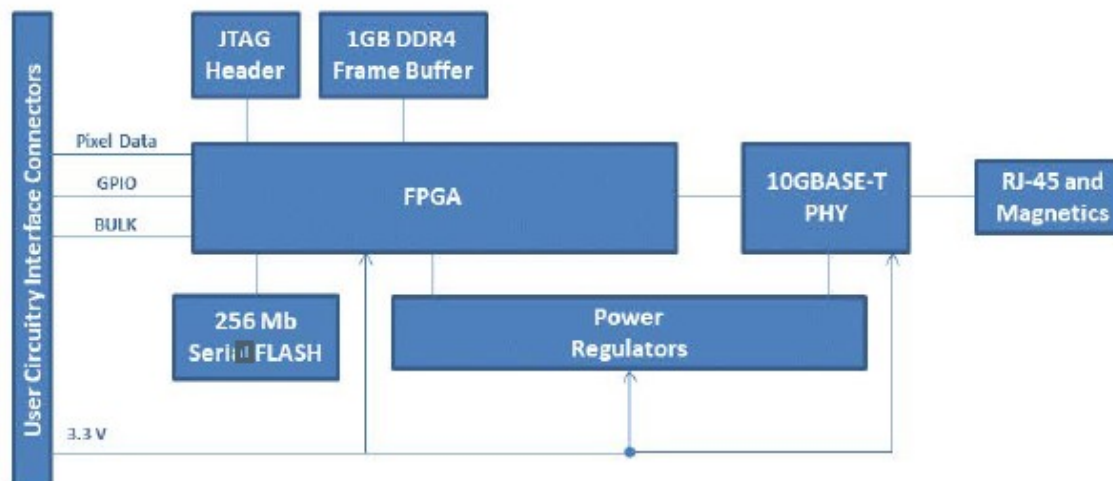 User Circuitry Interface Connectors
JTAG
Header
1GB DDR4
Frame Buffer
Pixel Data
GPIO
BULK
FPGA
10GBASE-T
PHY
RJ-45 and
Magnetics
256 Mb
Serial FLASH
Power
Regulators
3.3 V